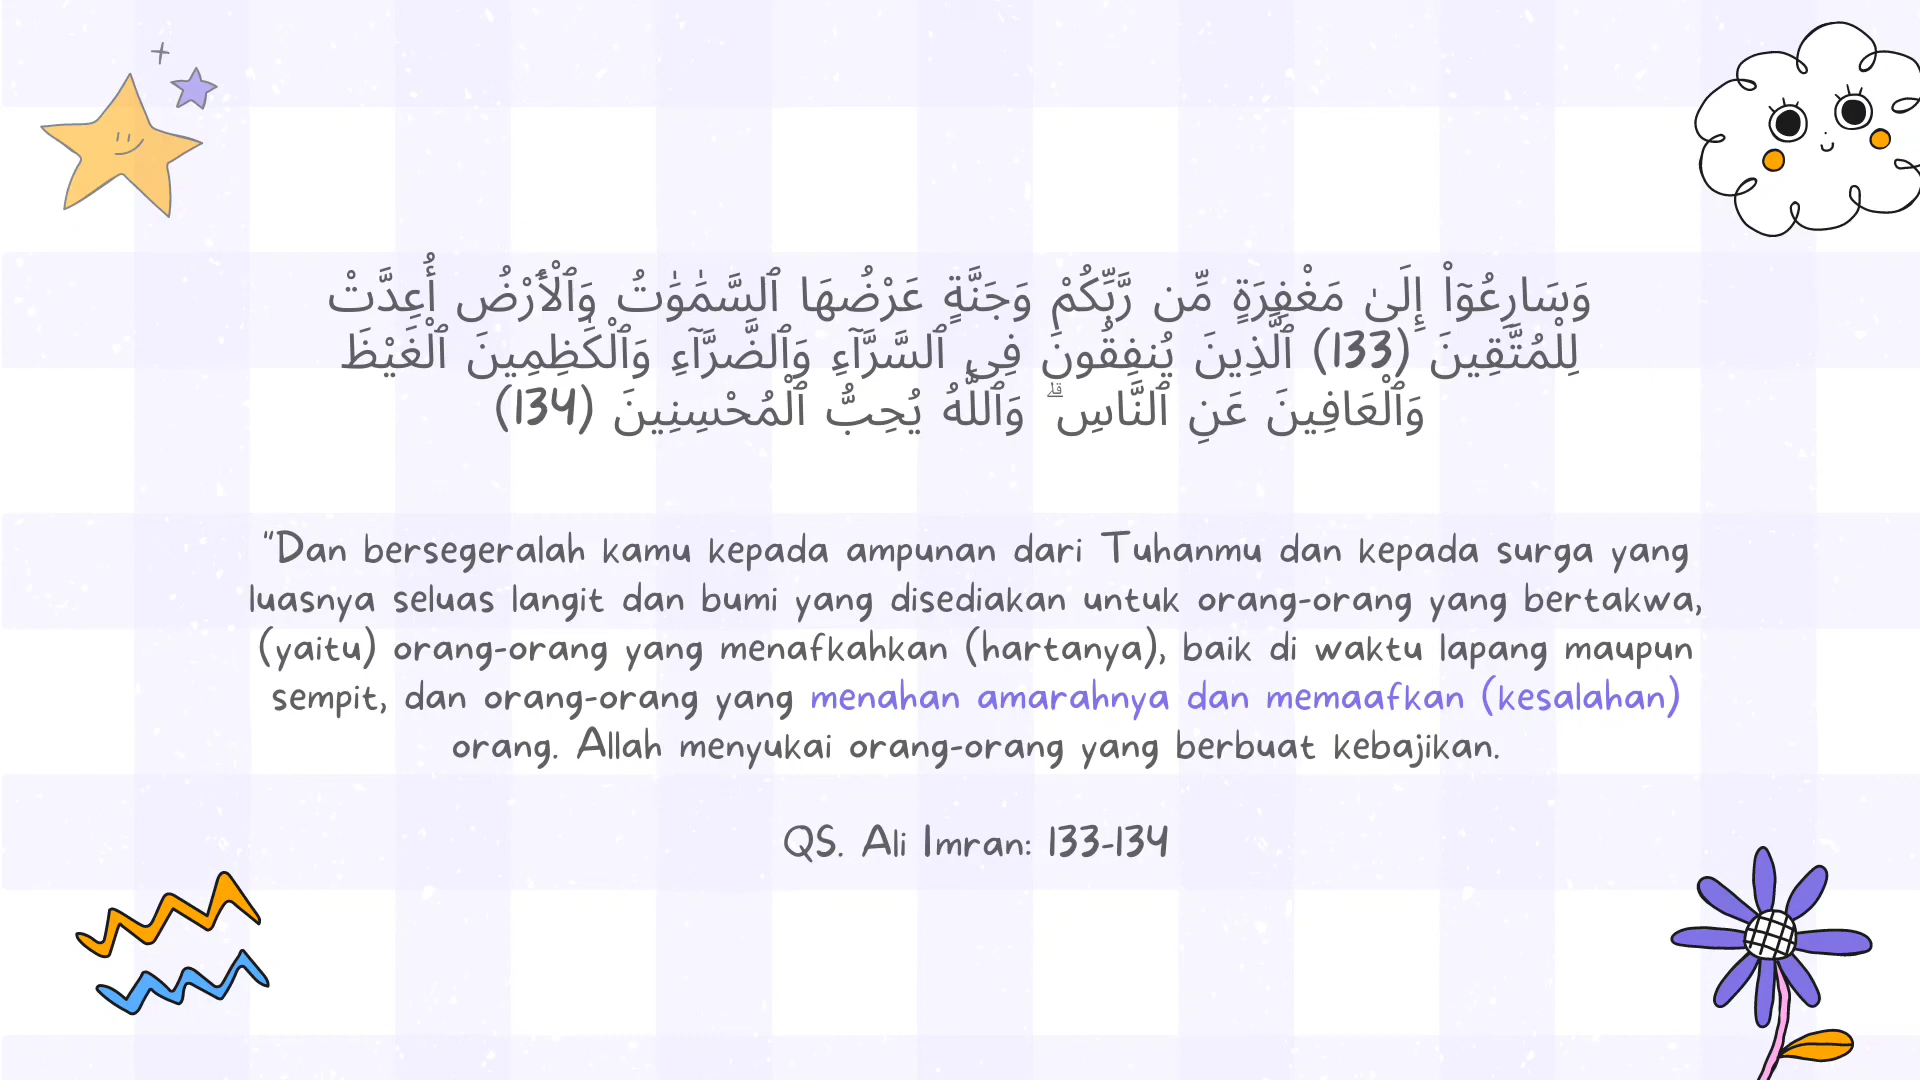 وَسَارِعُوٓا۟ إِلَىٰ مَغْفِرَةٍ مِّن رَّبِّكُمْ وَجَنَّةٍ عَرْضُهَا ٱلسَّمَٰوَٰتُ وَٱلْأَرْضُ أُعِدَّتْ
لِلْمُتَّقِينَ (133) ٱلَّذِينَ يُنفِقُونَ فِى ٱلسَّرَّآءِ وَٱلضَّرَّآءِ وَٱلْكَٰظِمِينَ ٱلْغَيْظَ
وَٱلْعَافِينَ عَنِ ٱلنَّاسِ ۗ وَٱللَّهُ يُحِبُّ ٱلْمُحْسِنِينَ (134)
"Dan bersegeralah kamu kepada ampunan dari Tuhanmu dan kepada surga yang
luasnya seluas langit dan bumi yang disediakan untuk orang-orang yang bertakwa,
(yaitu) orang-orang yang menafkahkan (hartanya), baik di waktu lapang maupun
sempit, dan orang-orang yang menahan amarahnya dan memaafkan (kesalahan)
orang. Allah menyukai orang-orang yang berbuat kebajikan.
QS. Ali Imran: 133-134